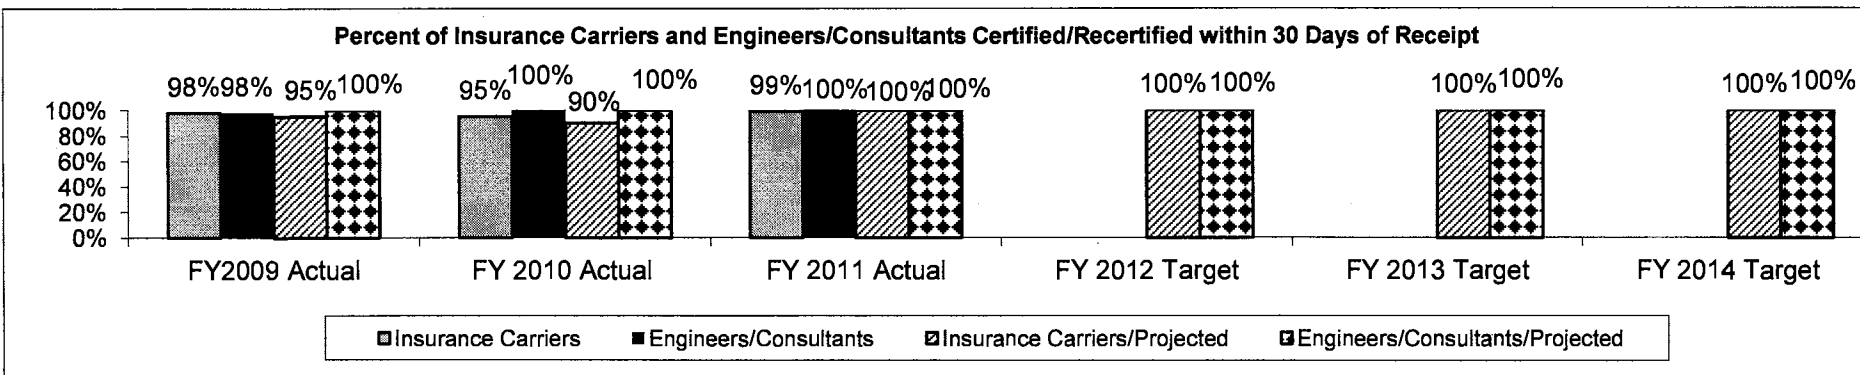 Percent of Insurance Carriers and Engineers/Consultants Certified/Recertified within 30 Days of Receipt
98% 98% 95% 100% 95% 100% 90% 100% 99% 100% 100% 100% 100% 100% 100% 100% 100% 100%
100%
80%
60%
40%
20%
0%
FY2009 Actual FY 2010 Actual FY 2011 Actual FY 2012 Target FY 2013 Target FY 2014 Target
Insurance Carriers Engineers/Consultants Insurance Carriers/Projected Engineers/Consultants/Projected